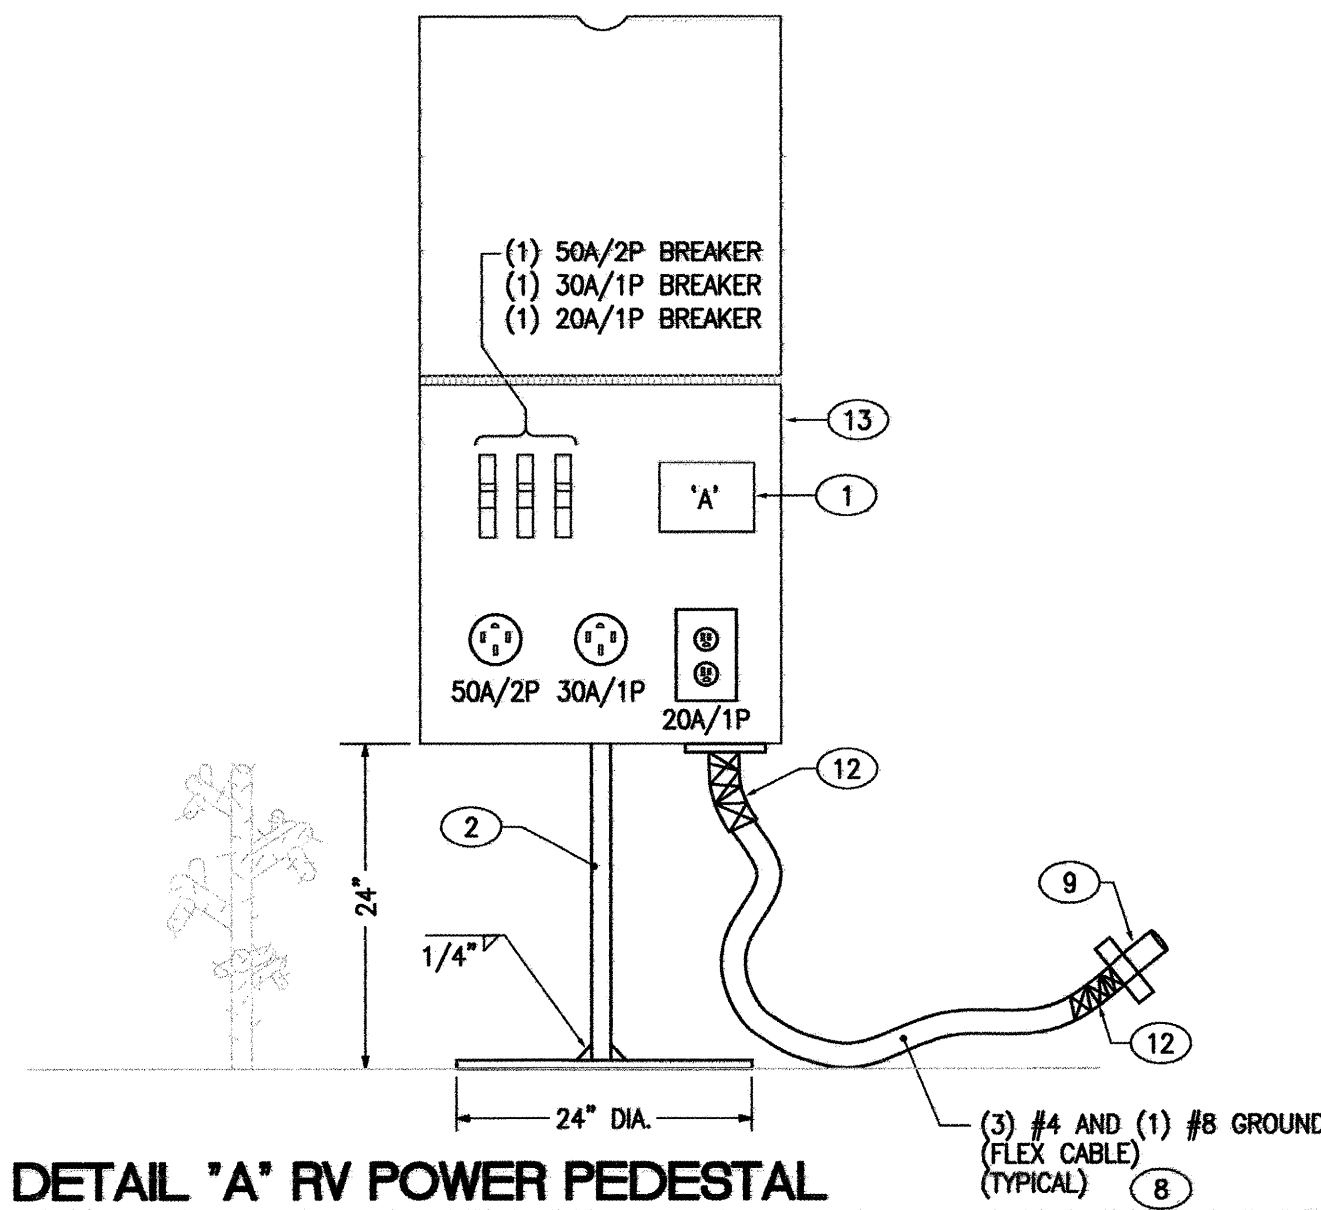 (1) 50A/2P BREAKER
(1) 30A/1P BREAKER
(1) 20A/1P BREAKER
13
'A'
1
50A/2P
30A/1P
20A/1P
12
2
24"
9
1/4"
12
24" DIA.
(3) #4 AND (1) #8 GROUND
(FLEX CABLE)
(TYPICAL)
8
DETAIL "A" RV POWER PEDESTAL